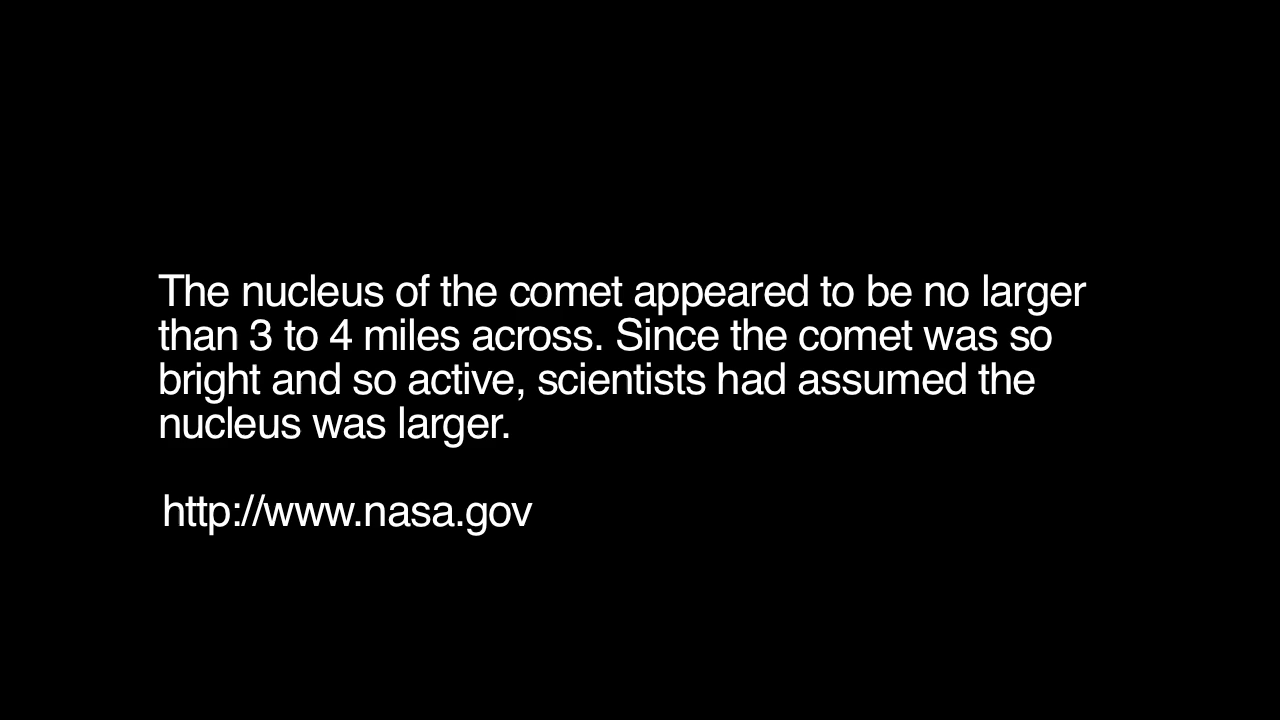 The nucleus of the comet appeared to be no larger
than 3 to 4 miles across. Since the comet was so
bright and so active, scientists had assumed the
nucleus was larger.
http://www.nasa.gov